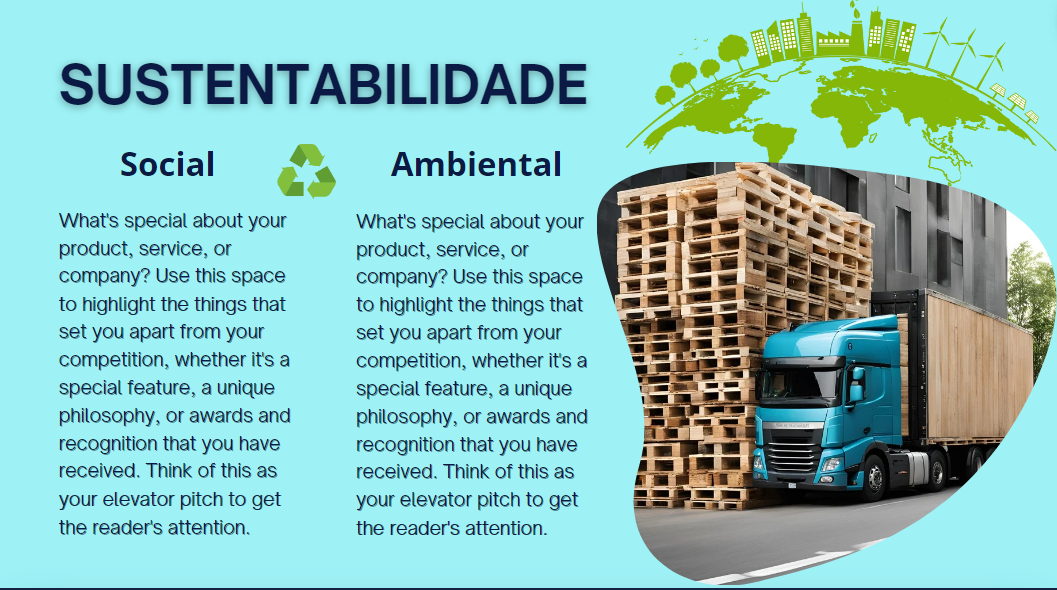 SUSTENTABILIDADE
Social
What's special about your
product, service, or
company? Use this space
to highlight the things that
set you apart from your
competition, whether it's a
special feature, a unique
philosophy, or awards and
recognition that you have
received. Think of this as
your elevator pitch to get
the reader's attention.
Ambiental
What's special about your
product, service, or
company? Use this space
to highlight the things that
set you apart from your
competition, whether it's a
special feature, a unique
philosophy, or awards and
recognition that you have
received. Think of this as
your elevator pitch to get
the reader's attention.